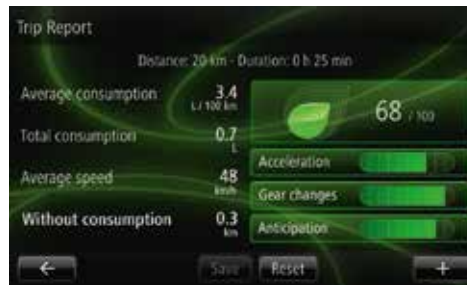 Trip Report
Distance: 20 km - Duration: 0 h 25 min
Average consumption 3.4 L / 100 km
Total consumption 0.7 L
Average speed 48 km/h
Without consumption 0.3 km
68 / 100
Acceleration
Gear changes
Anticipation
Save Reset +